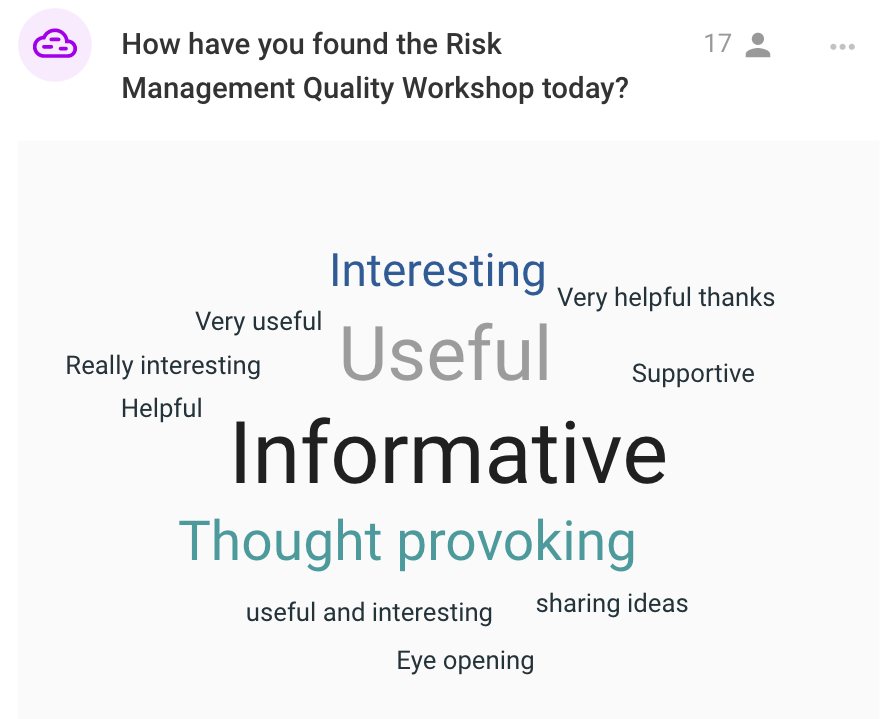 How have you found the Risk
Management Quality Workshop today?
17
Interesting
Very helpful thanks
Very useful
Useful
Really interesting
Supportive
Helpful
Informative
Thought provoking
sharing ideas
useful and interesting
Eye opening